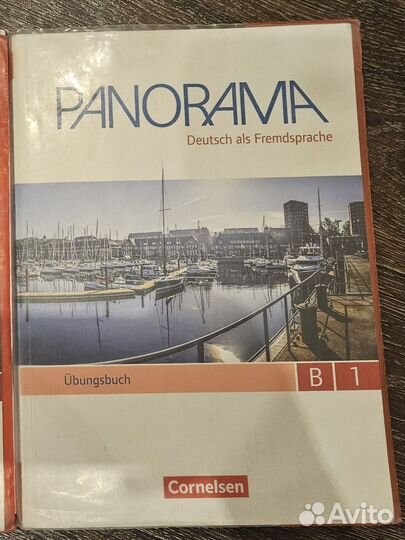 PANORAMA
Deutsch als Fremdsprache
Übungsbuch
B 1
Cornelsen
Avito